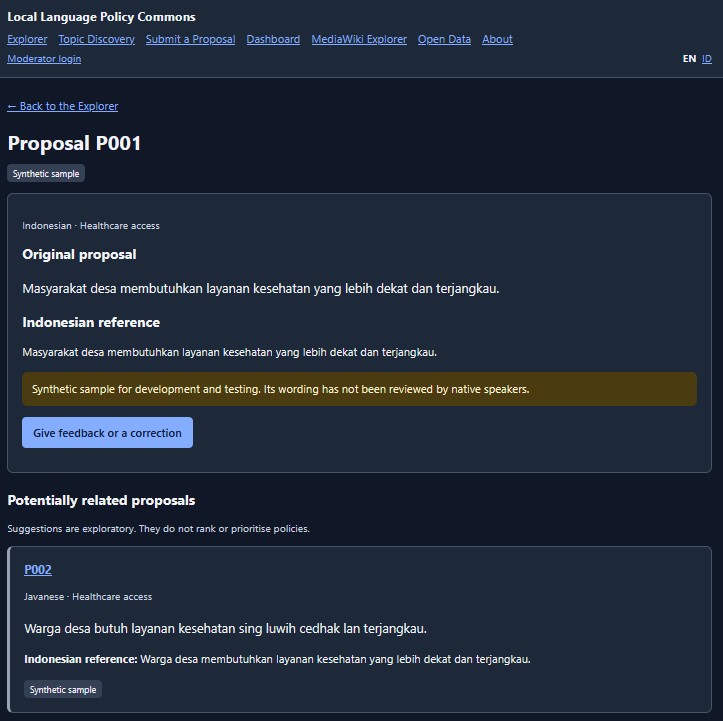 Local Language Policy Commons
Explorer Topic Discovery Submit a Proposal Dashboard MediaWiki Explorer Open Data About
Moderator login EN ID
← Back to the Explorer
Proposal P001
Synthetic sample
Indonesian · Healthcare access
Original proposal
Masyarakat desa membutuhkan layanan kesehatan yang lebih dekat dan terjangkau.
Indonesian reference
Masyarakat desa membutuhkan layanan kesehatan yang lebih dekat dan terjangkau.
Synthetic sample for development and testing. Its wording has not been reviewed by native speakers.
Give feedback or a correction
Potentially related proposals
Suggestions are exploratory. They do not rank or prioritise policies.
P002
Javanese · Healthcare access
Warga desa butuh layanan kesehatan sing luwih cedhak lan terjangkau.
Indonesian reference: Warga desa membutuhkan layanan kesehatan yang lebih dekat dan terjangkau.
Synthetic sample